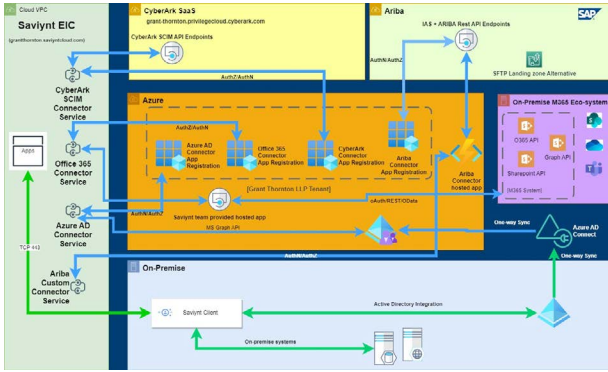 Cloud VPC
Saviynt EIC
(grantthornton.saviyntcloud.com)
CyberArk
SCIM
Connector
Service
Apps
Office 365
Connector
Service
Azure AD
Connector
Service
TCP 443
Ariba
Custom
Connector
Service
CyberArk SaaS
grant-thornton.privilegecloud.cyberark.com
CyberArk SCIM API Endpoints
AuthZ/AuthN
Ariba
SAP
IAS + ARIBA Rest API Endpoints
AuthN/AuthZ
SFTP Landing zone Alternative
Azure
AuthZ/AuthN
Azure AD
Connector
App
Registration
Office 365
Connector
App Registration
CyberArk
Connector
App Registration
Ariba
Connector
App Registration
Ariba
Connector
hosted app
[Grant Thornton LLP Tenant]
AuthN/AuthZ
Saviynt team provided hosted app
MS Graph API
oAuth/REST/OData
AuthN/AuthZ
On-Premise M365 Eco-system
O365 API
Graph API
Sharepoint API
[M365 System]
One-way Sync
Azure AD
Connect
One-way Sync
On-Premise
Saviynt Client
Active Directory Integration
On-premise systems